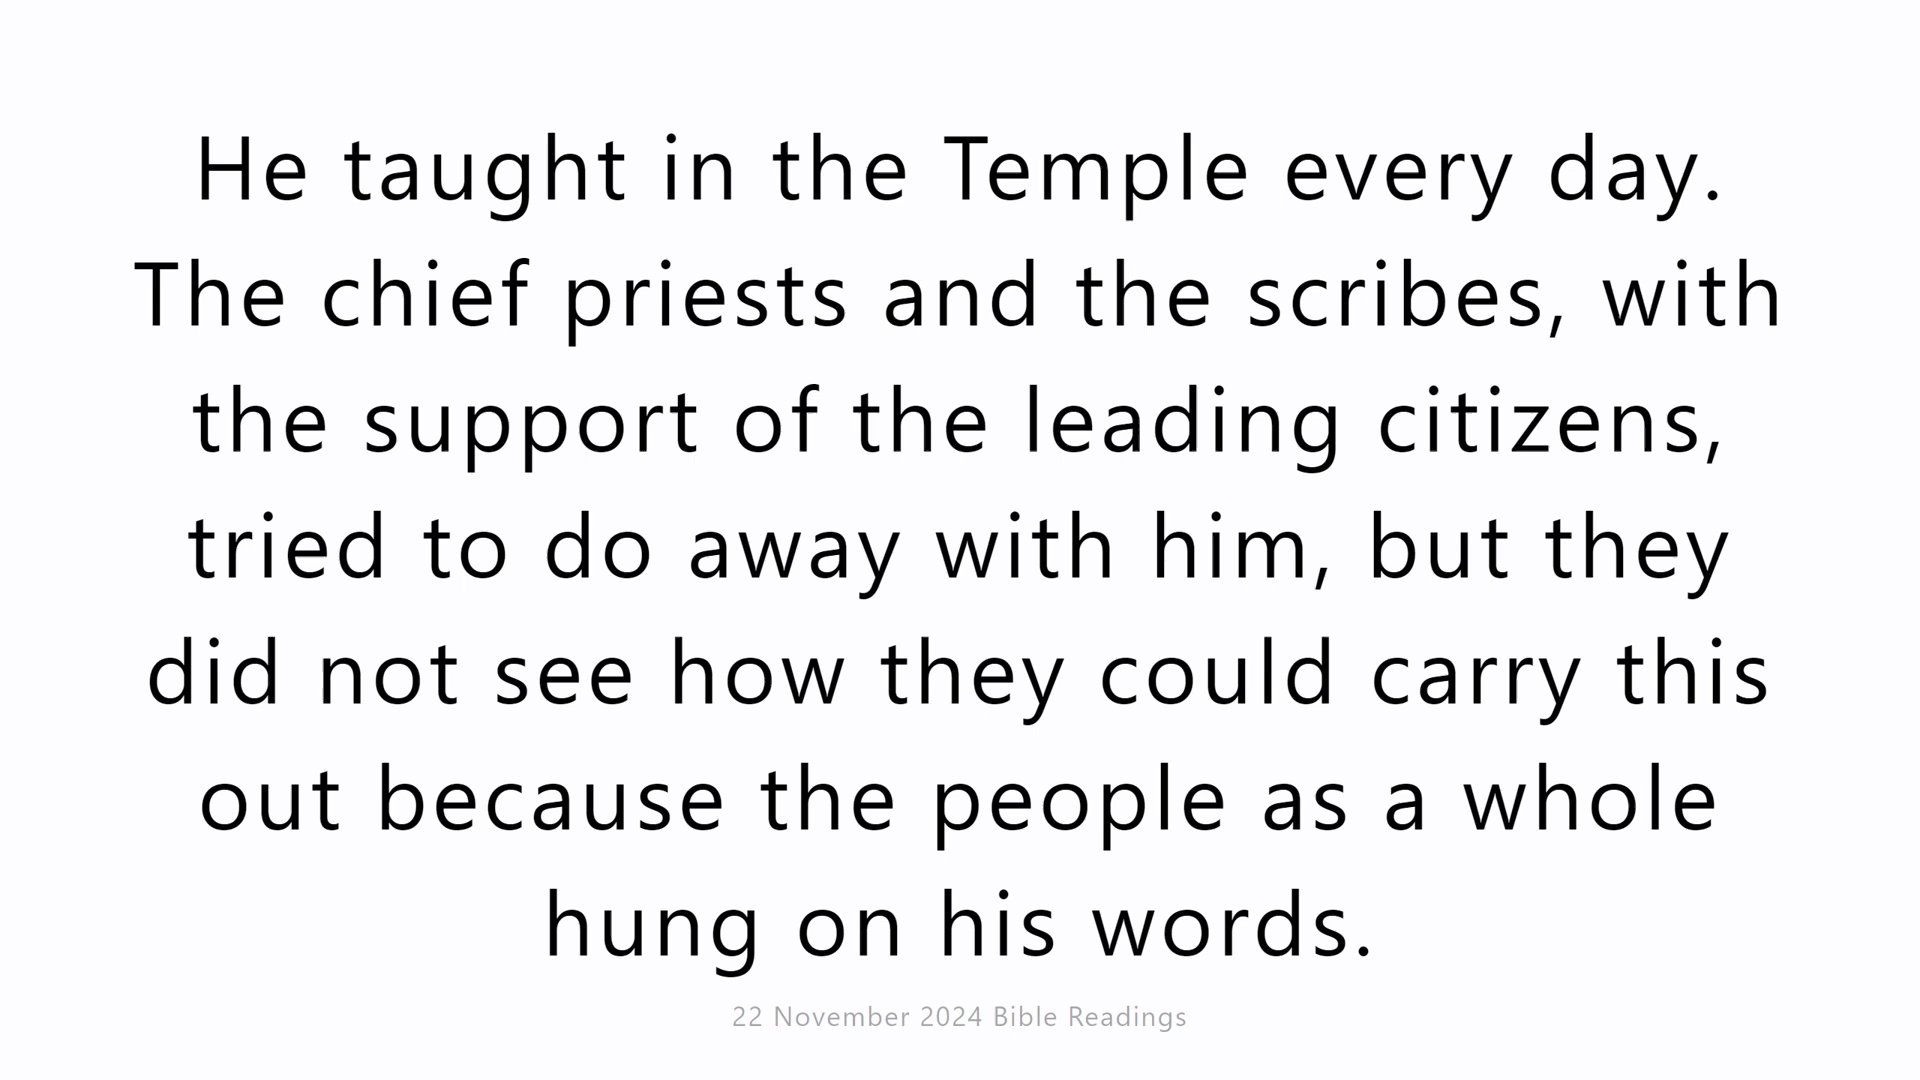 He taught in the Temple every day.
The chief priests and the scribes, with
the support of the leading citizens,
tried to do away with him, but they
did not see how they could carry this
out because the people as a whole
hung on his words.
22 November 2024 Bible Readings